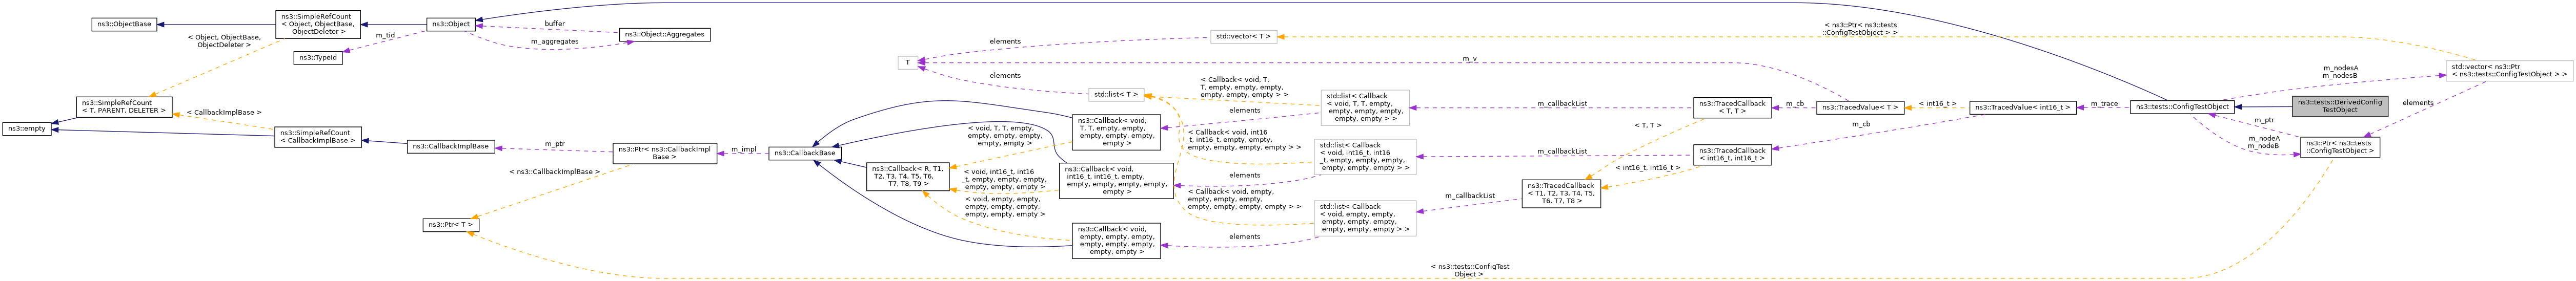 ns3::ObjectBase
ns3::SimpleRefCount
< Object, ObjectBase,
ObjectDeleter >
ns3::Object
buffer
ns3::Object::Aggregates
m_aggregates
m_tid
ns3::TypeId
< Object, ObjectBase,
ObjectDeleter >
ns3::SimpleRefCount
< T, PARENT, DELETER >
< CallbackImplBase >
ns3::empty
ns3::SimpleRefCount
< CallbackImplBase >
ns3::CallbackImplBase
m_ptr
ns3::Ptr< ns3::CallbackImpl
Base >
< ns3::CallbackImplBase >
ns3::Ptr< T >
m_impl
ns3::CallbackBase
ns3::Callback< R, T1,
T2, T3, T4, T5, T6,
T7, T8, T9 >
< void, T, T, empty,
empty, empty, empty,
empty, empty >
< void, int16_t, int16
_t, empty, empty, empty,
empty, empty, empty >
< void, empty, empty,
empty, empty, empty,
empty, empty, empty >
ns3::Callback< void,
T, T, empty, empty,
empty, empty, empty,
empty >
ns3::Callback< void,
int16_t, int16_t, empty,
empty, empty, empty, empty,
empty >
ns3::Callback< void,
empty, empty, empty,
empty, empty, empty,
empty, empty >
T
elements
elements
std::vector< T >
std::list< T >
m_v
< Callback< void, T,
T, empty, empty, empty,
empty, empty, empty > >
elements
< Callback< void, int16
_t, int16_t, empty, empty,
empty, empty, empty, empty > >
elements
< Callback< void, empty,
empty, empty, empty,
empty, empty, empty, empty > >
elements
std::list< Callback
< void, T, T, empty,
empty, empty, empty,
empty, empty > >
std::list< Callback
< void, int16_t, int16
_t, empty, empty, empty,
empty, empty, empty > >
std::list< Callback
< void, empty, empty,
empty, empty, empty,
empty, empty, empty > >
m_callbackList
m_callbackList
m_callbackList
ns3::TracedCallback
< T1, T2, T3, T4, T5,
T6, T7, T8 >
< T, T >
< int16_t, int16_t >
ns3::TracedCallback
< T, T >
ns3::TracedCallback
< int16_t, int16_t >
m_cb
m_cb
ns3::TracedValue< T >
< int16_t >
ns3::TracedValue< int16_t >
m_trace
< ns3::Ptr< ns3::tests
::ConfigTestObject > >
ns3::tests::ConfigTestObject
m_nodesA
m_nodesB
m_ptr
m_nodeA
m_nodeB
ns3::tests::DerivedConfig
TestObject
ns3::Ptr< ns3::tests
::ConfigTestObject >
elements
std::vector< ns3::Ptr
< ns3::tests::ConfigTestObject > >
< ns3::tests::ConfigTest
Object >